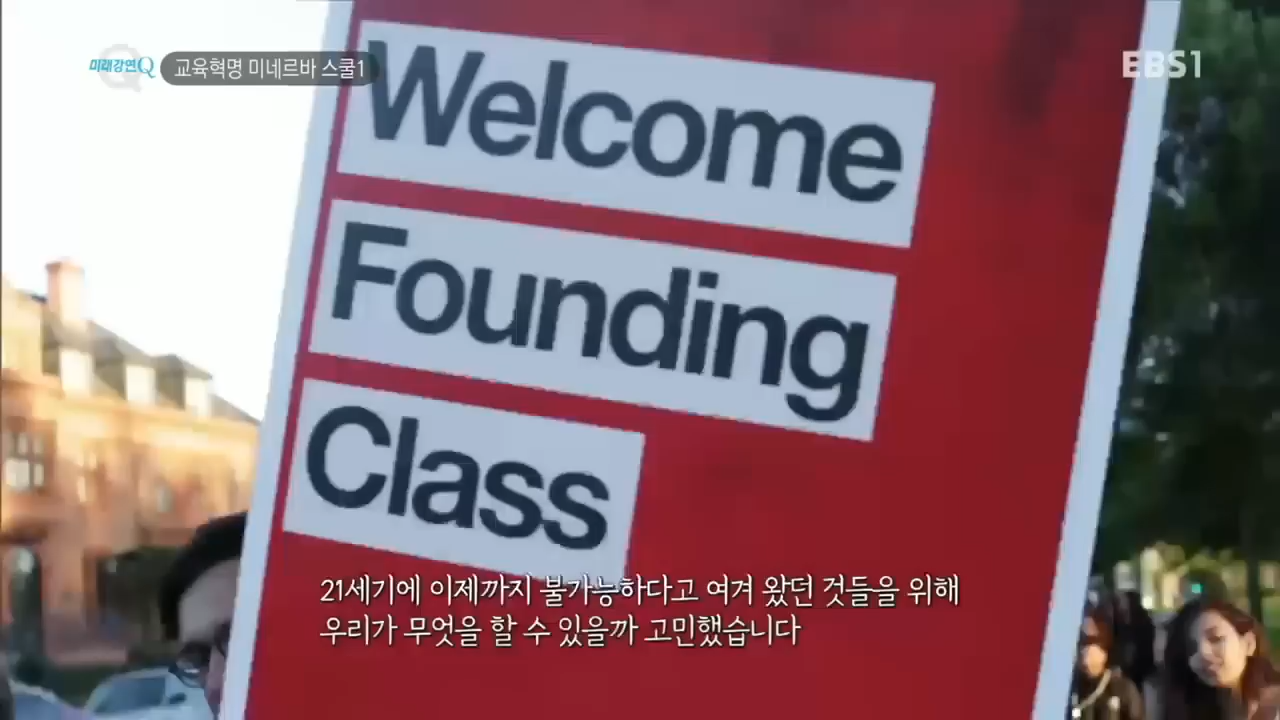 미래강연Q 교육혁명 미네르바 스쿨1
EBS1
Welcome
Founding
Class
21세기에 이제까지 불가능하다고 여겨 왔던 것들을 위해
우리가 무엇을 할 수 있을까 고민했습니다